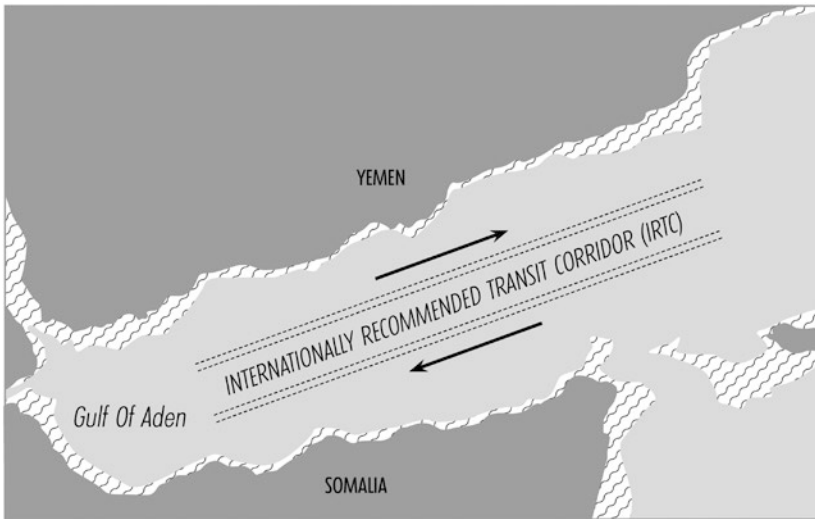 YEMEN
INTERNATIONALLY RECOMMENDED TRANSIT CORRIDOR (IRTC)
Gulf Of Aden
SOMALIA